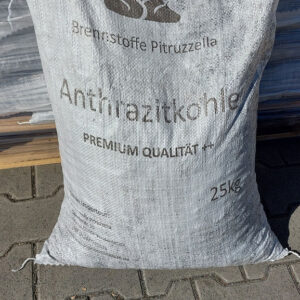 Brennstoffe Pitruzzella
Anthrazitkohle
PREMIUM QUALITÄT ++
25kg